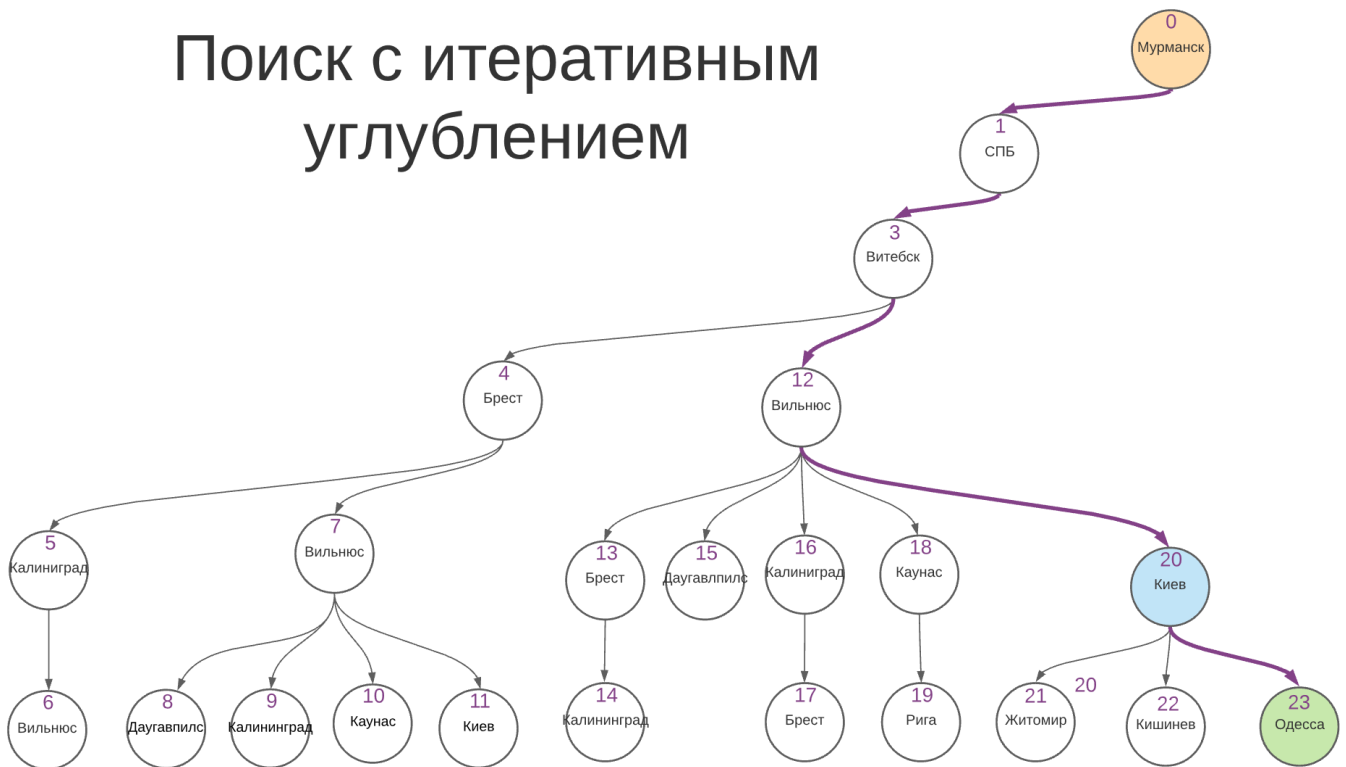 Поиск с итеративным
углублением
0
Мурманск
1
СПБ
3
Витебск
4
Брест
12
Вильнюс
5
Калиниград
7
Вильнюс
13
Брест
15
Даугавлпилс
16
Калиниград
18
Каунас
20
Киев
6
Вильнюс
8
Даугавпилс
9
Калининград
10
Каунас
11
Киев
14
Калининград
17
Брест
19
Рига
21
Житомир
20
22
Кишинев
23
Одесса